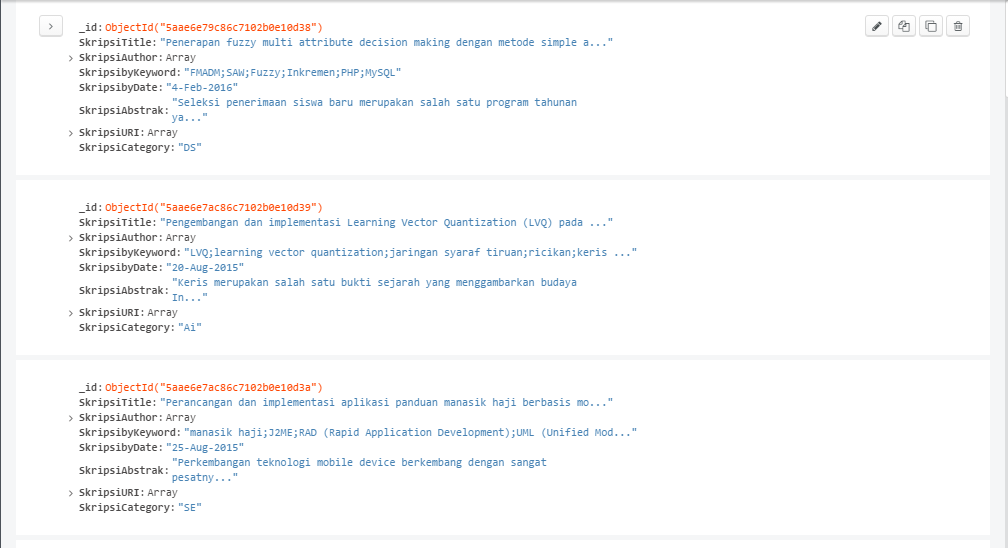 _id: ObjectId("5aae6e79c86c7102b0e10d38")
SkripsiTitle: "Penerapan fuzzy multi attribute decision making dengan metode simple a..."
SkripsiAuthor: Array
SkripsibyKeyword: "FMADM;SAW;Fuzzy;Inkremen;PHP;MySQL"
SkripsibyDate: "4-Feb-2016"
SkripsiAbstrak: "Seleksi penerimaan siswa baru merupakan salah satu program tahunan
ya..."
SkripsiURI: Array
SkripsiCategory: "DS"
_id: ObjectId("5aae6e7ac86c7102b0e10d39")
SkripsiTitle: "Pengembangan dan implementasi Learning Vector Quantization (LVQ) pada ..."
SkripsiAuthor: Array
SkripsibyKeyword: "LVQ;learning vector quantization;jaringan syaraf tiruan;ricikan;keris ..."
SkripsibyDate: "20-Aug-2015"
SkripsiAbstrak: "Keris merupakan salah satu bukti sejarah yang menggambarkan budaya
In..."
SkripsiURI: Array
SkripsiCategory: "Ai"
_id: ObjectId("5aae6e7ac86c7102b0e10d3a")
SkripsiTitle: "Perancangan dan implementasi aplikasi panduan manasik haji berbasis mo..."
SkripsiAuthor: Array
SkripsibyKeyword: "manasik haji;J2ME;RAD (Rapid Application Development);UML (Unified Mod..."
SkripsibyDate: "25-Aug-2015"
SkripsiAbstrak: "Perkembangan teknologi mobile device berkembang dengan sangat
pesatny..."
SkripsiURI: Array
SkripsiCategory: "SE"